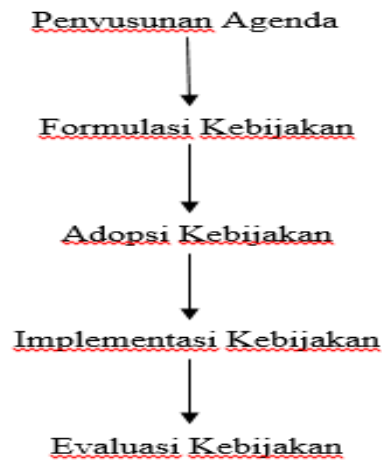 Penyusunan Agenda
Formulasi Kebijakan
Adopsi Kebijakan
Implementasi Kebijakan
Evaluasi Kebijakan